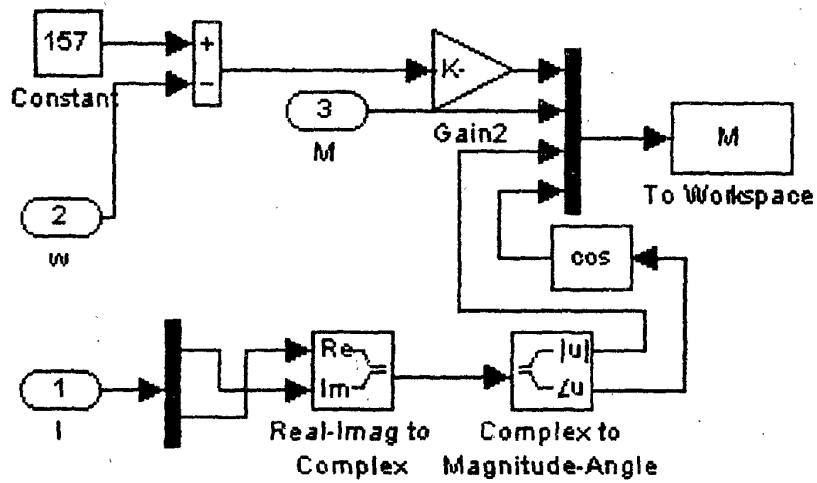 157
+
−
Constant
K-
Gain2
3
M
M
To Workspace
2
w
cos
1
I
Re
Im
Real-Imag to
Complex
|u|
∠u
Complex to
Magnitude-Angle